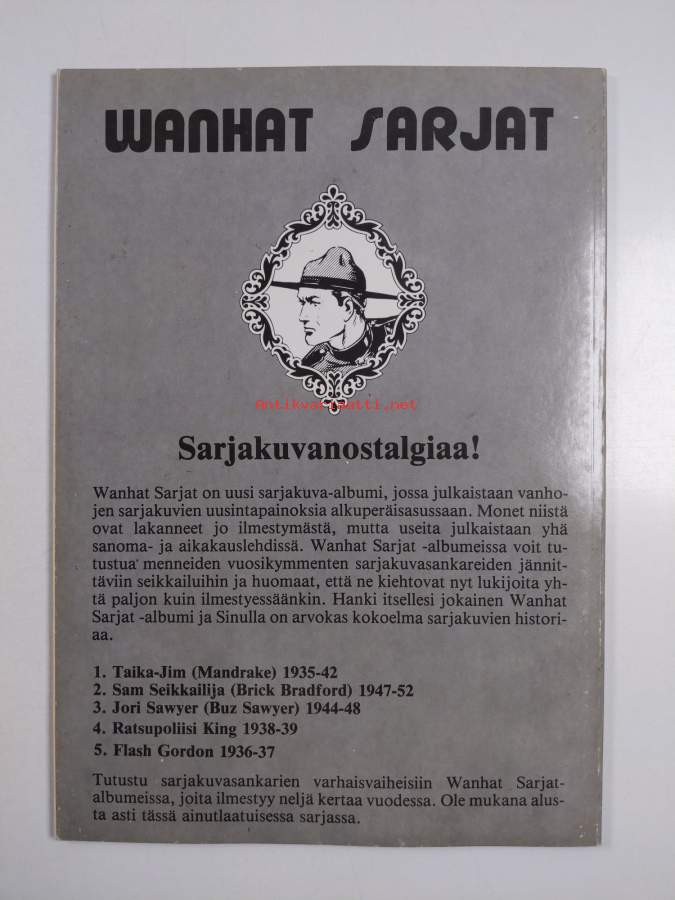 WANHAT SARJAT
Antikvariaatti.net
Sarjakuvanostalgiaa!
Wanhat Sarjat on uusi sarjakuva-albumi, jossa julkaistaan vanho-
jen sarjakuvien uusintapainoksia alkuperäisasussaan. Monet niistä
ovat lakanneet jo ilmestymästä, mutta useita julkaistaan yhä
sanoma- ja aikakauslehdissä. Wanhat Sarjat -albumeissa voit tu-
tustua menneiden vuosikymmenten sarjakuvasankareiden jännit-
täviin seikkailuihin ja huomaat, että ne kiehtovat nyt lukijoita yh-
tä paljon kuin ilmestyessäänkin. Hanki itsellesi jokainen Wanhat
Sarjat -albumi ja Sinulla on arvokas kokoelma sarjakuvien histori-
aa.
1. Taika-Jim (Mandrake) 1935-42
2. Sam Seikkailija (Brick Bradford) 1947-52
3. Jori Sawyer (Buz Sawyer) 1944-48
4. Ratsupoliisi King 1938-39
5. Flash Gordon 1936-37
Tutustu sarjakuvasankarien varhaisvaiheisiin Wanhat Sarjat-
albumeissa, joita ilmestyy neljä kertaa vuodessa. Ole mukana alus-
ta asti tässä ainutlaatuisessa sarjassa.